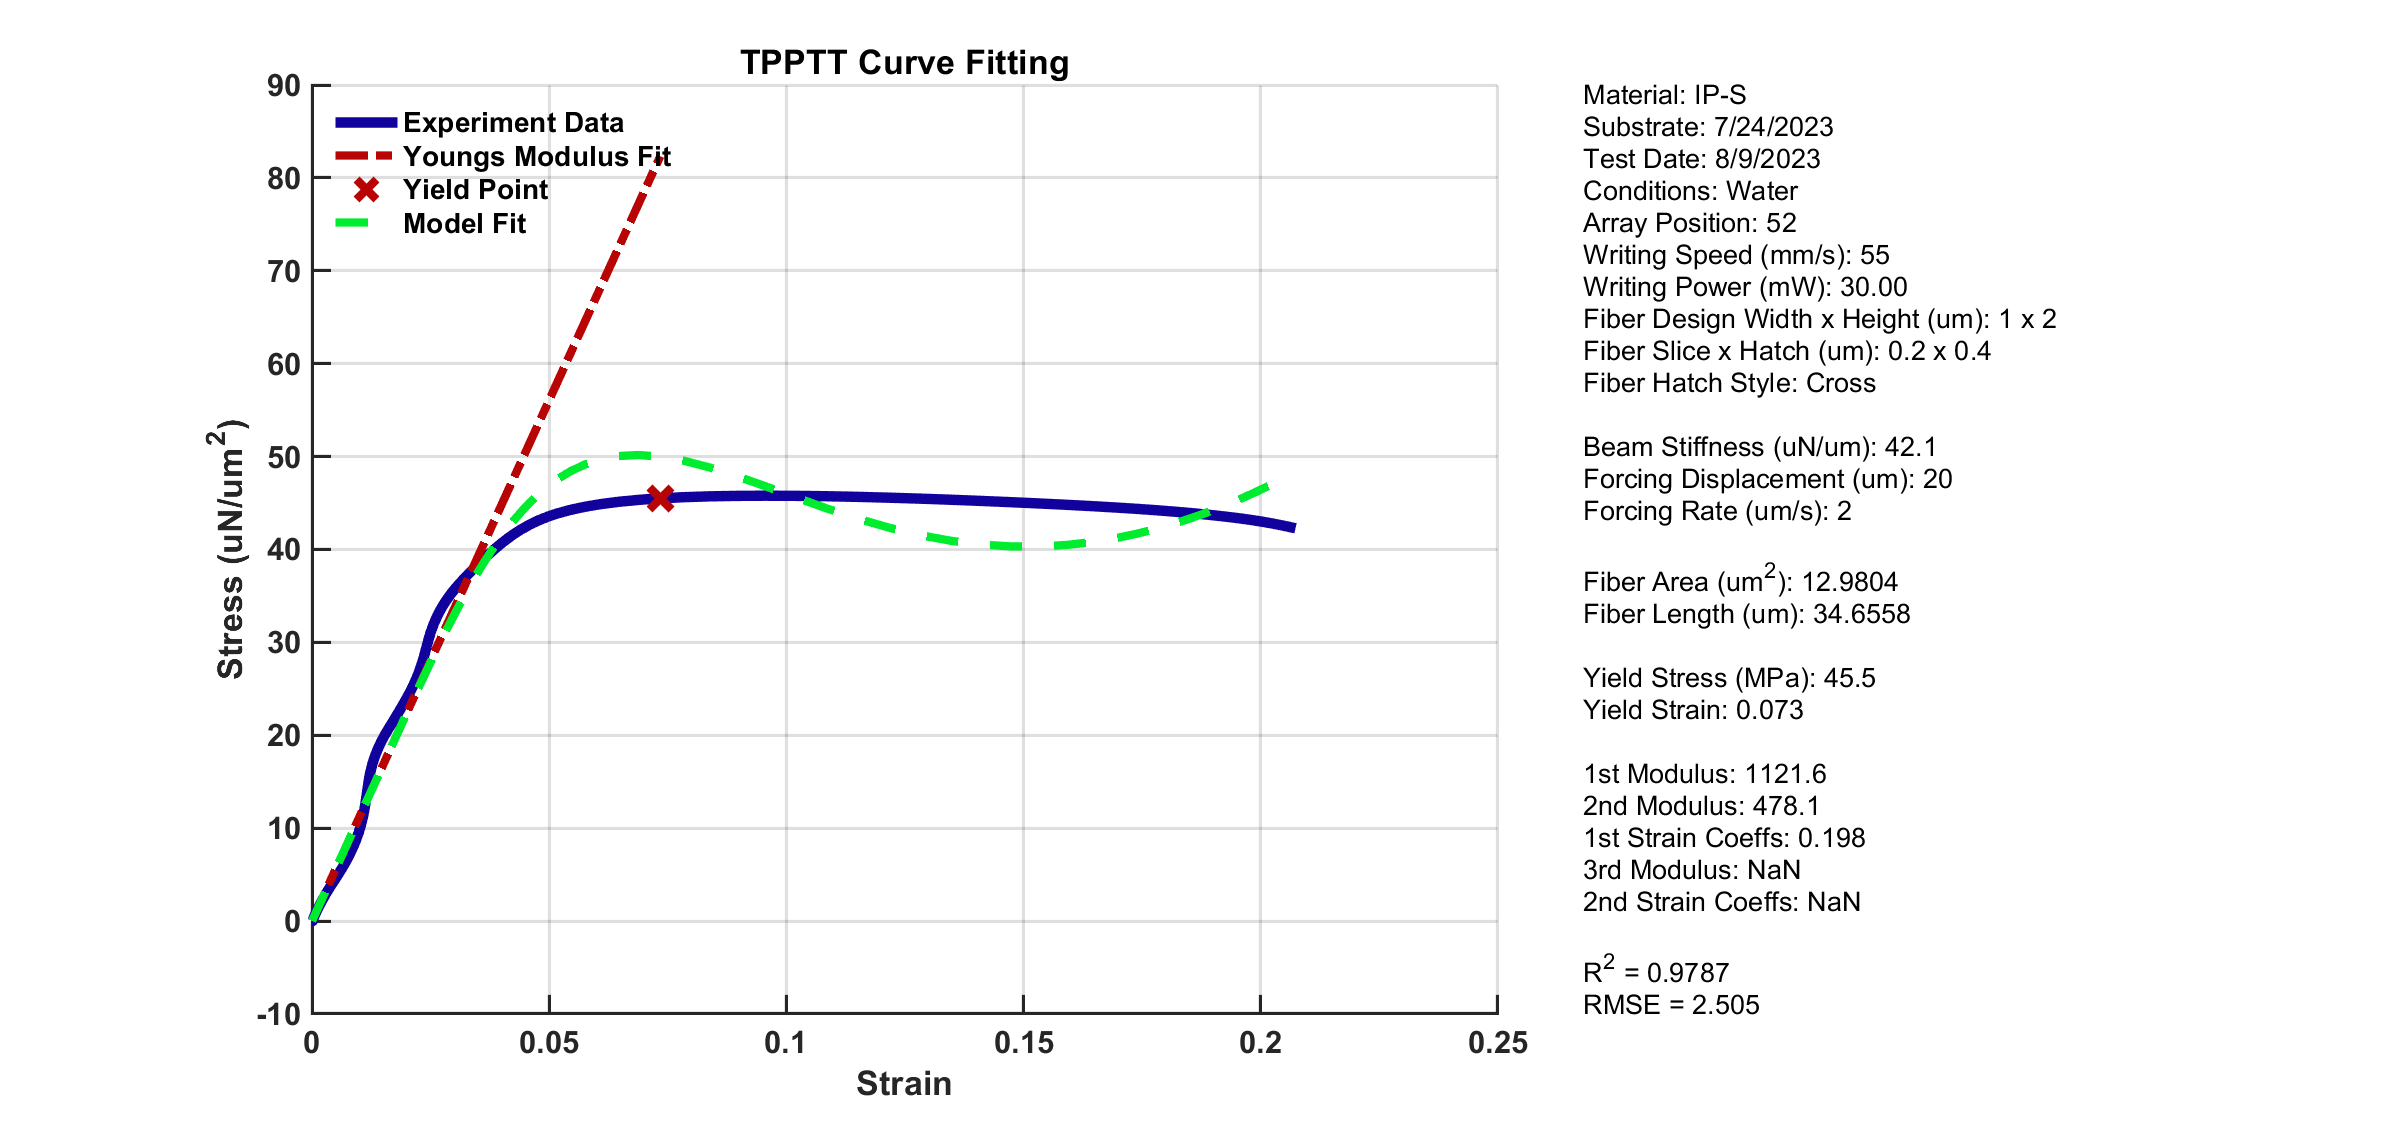 TPPTT Curve Fitting
90
80
70
60
50
40
30
20
10
0
-10
Stress (uN/um²)
Experiment Data
Youngs Modulus Fit
Yield Point
Model Fit
0 0.05 0.1 0.15 0.2 0.25
Strain
Material: IP-S
Substrate: 7/24/2023
Test Date: 8/9/2023
Conditions: Water
Array Position: 52
Writing Speed (mm/s): 55
Writing Power (mW): 30.00
Fiber Design Width x Height (um): 1 x 2
Fiber Slice x Hatch (um): 0.2 x 0.4
Fiber Hatch Style: Cross
Beam Stiffness (uN/um): 42.1
Forcing Displacement (um): 20
Forcing Rate (um/s): 2
Fiber Area (um²): 12.9804
Fiber Length (um): 34.6558
Yield Stress (MPa): 45.5
Yield Strain: 0.073
1st Modulus: 1121.6
2nd Modulus: 478.1
1st Strain Coeffs: 0.198
3rd Modulus: NaN
2nd Strain Coeffs: NaN
R² = 0.9787
RMSE = 2.505